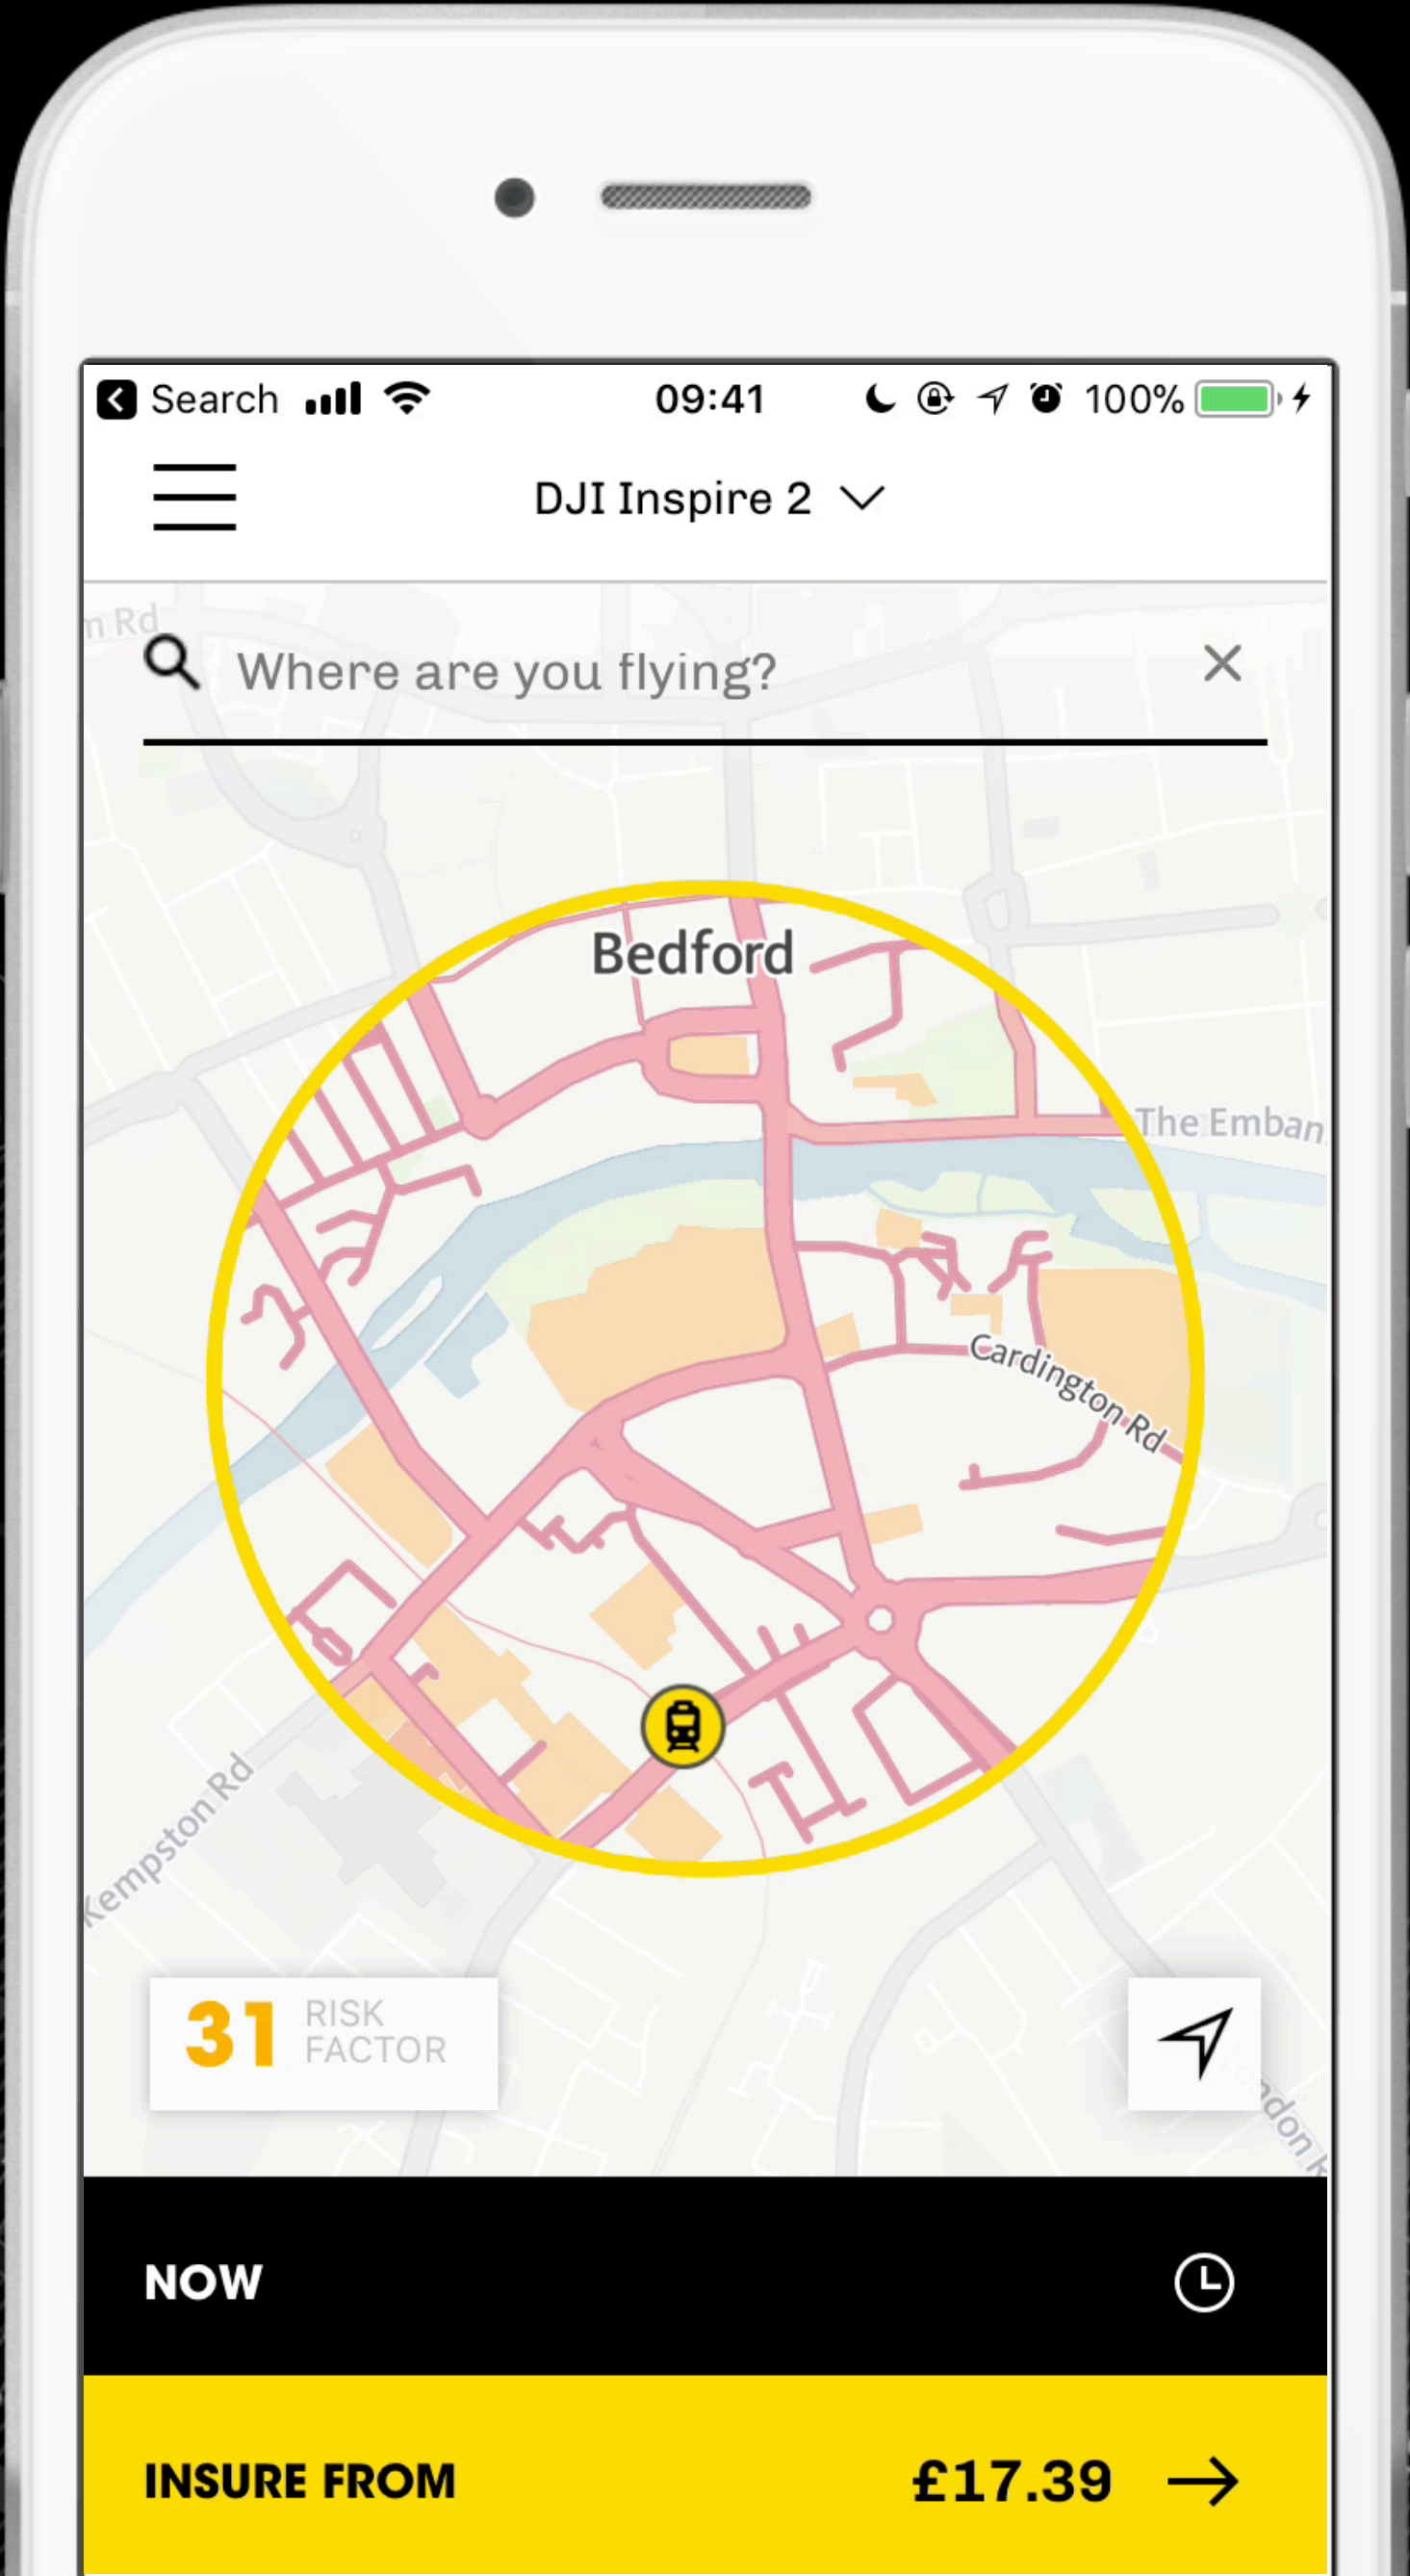 Search
09:41
100%
DJI Inspire 2
Rd
Where are you flying?
Bedford
The Emban
Cardington Rd
Kempston Rd
31
RISK
FACTOR
NOW
INSURE FROM
£17.39